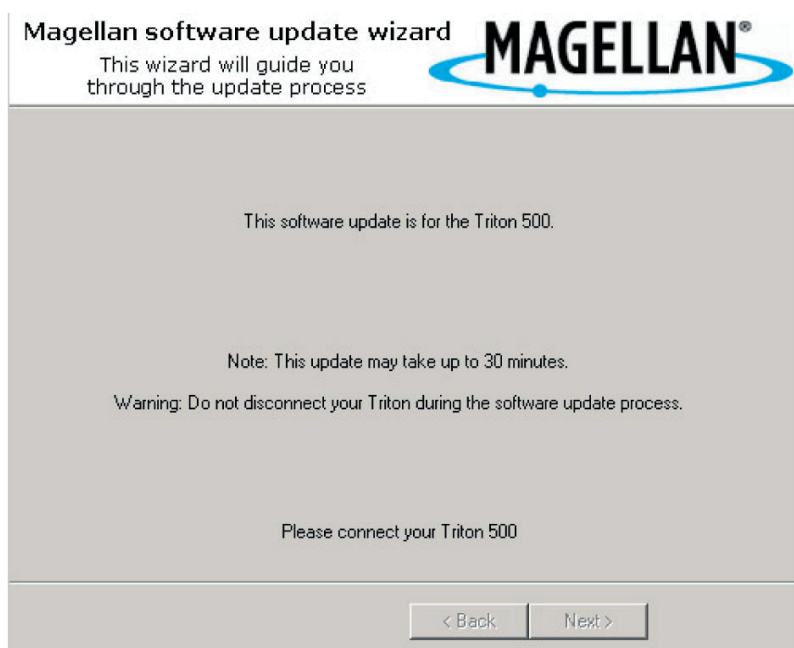 Magellan software update wizard
This wizard will guide you
through the update process
MAGELLAN®
This software update is for the Triton 500.
Note: This update may take up to 30 minutes.
Warning: Do not disconnect your Triton during the software update process.
Please connect your Triton 500
< Back
Next >